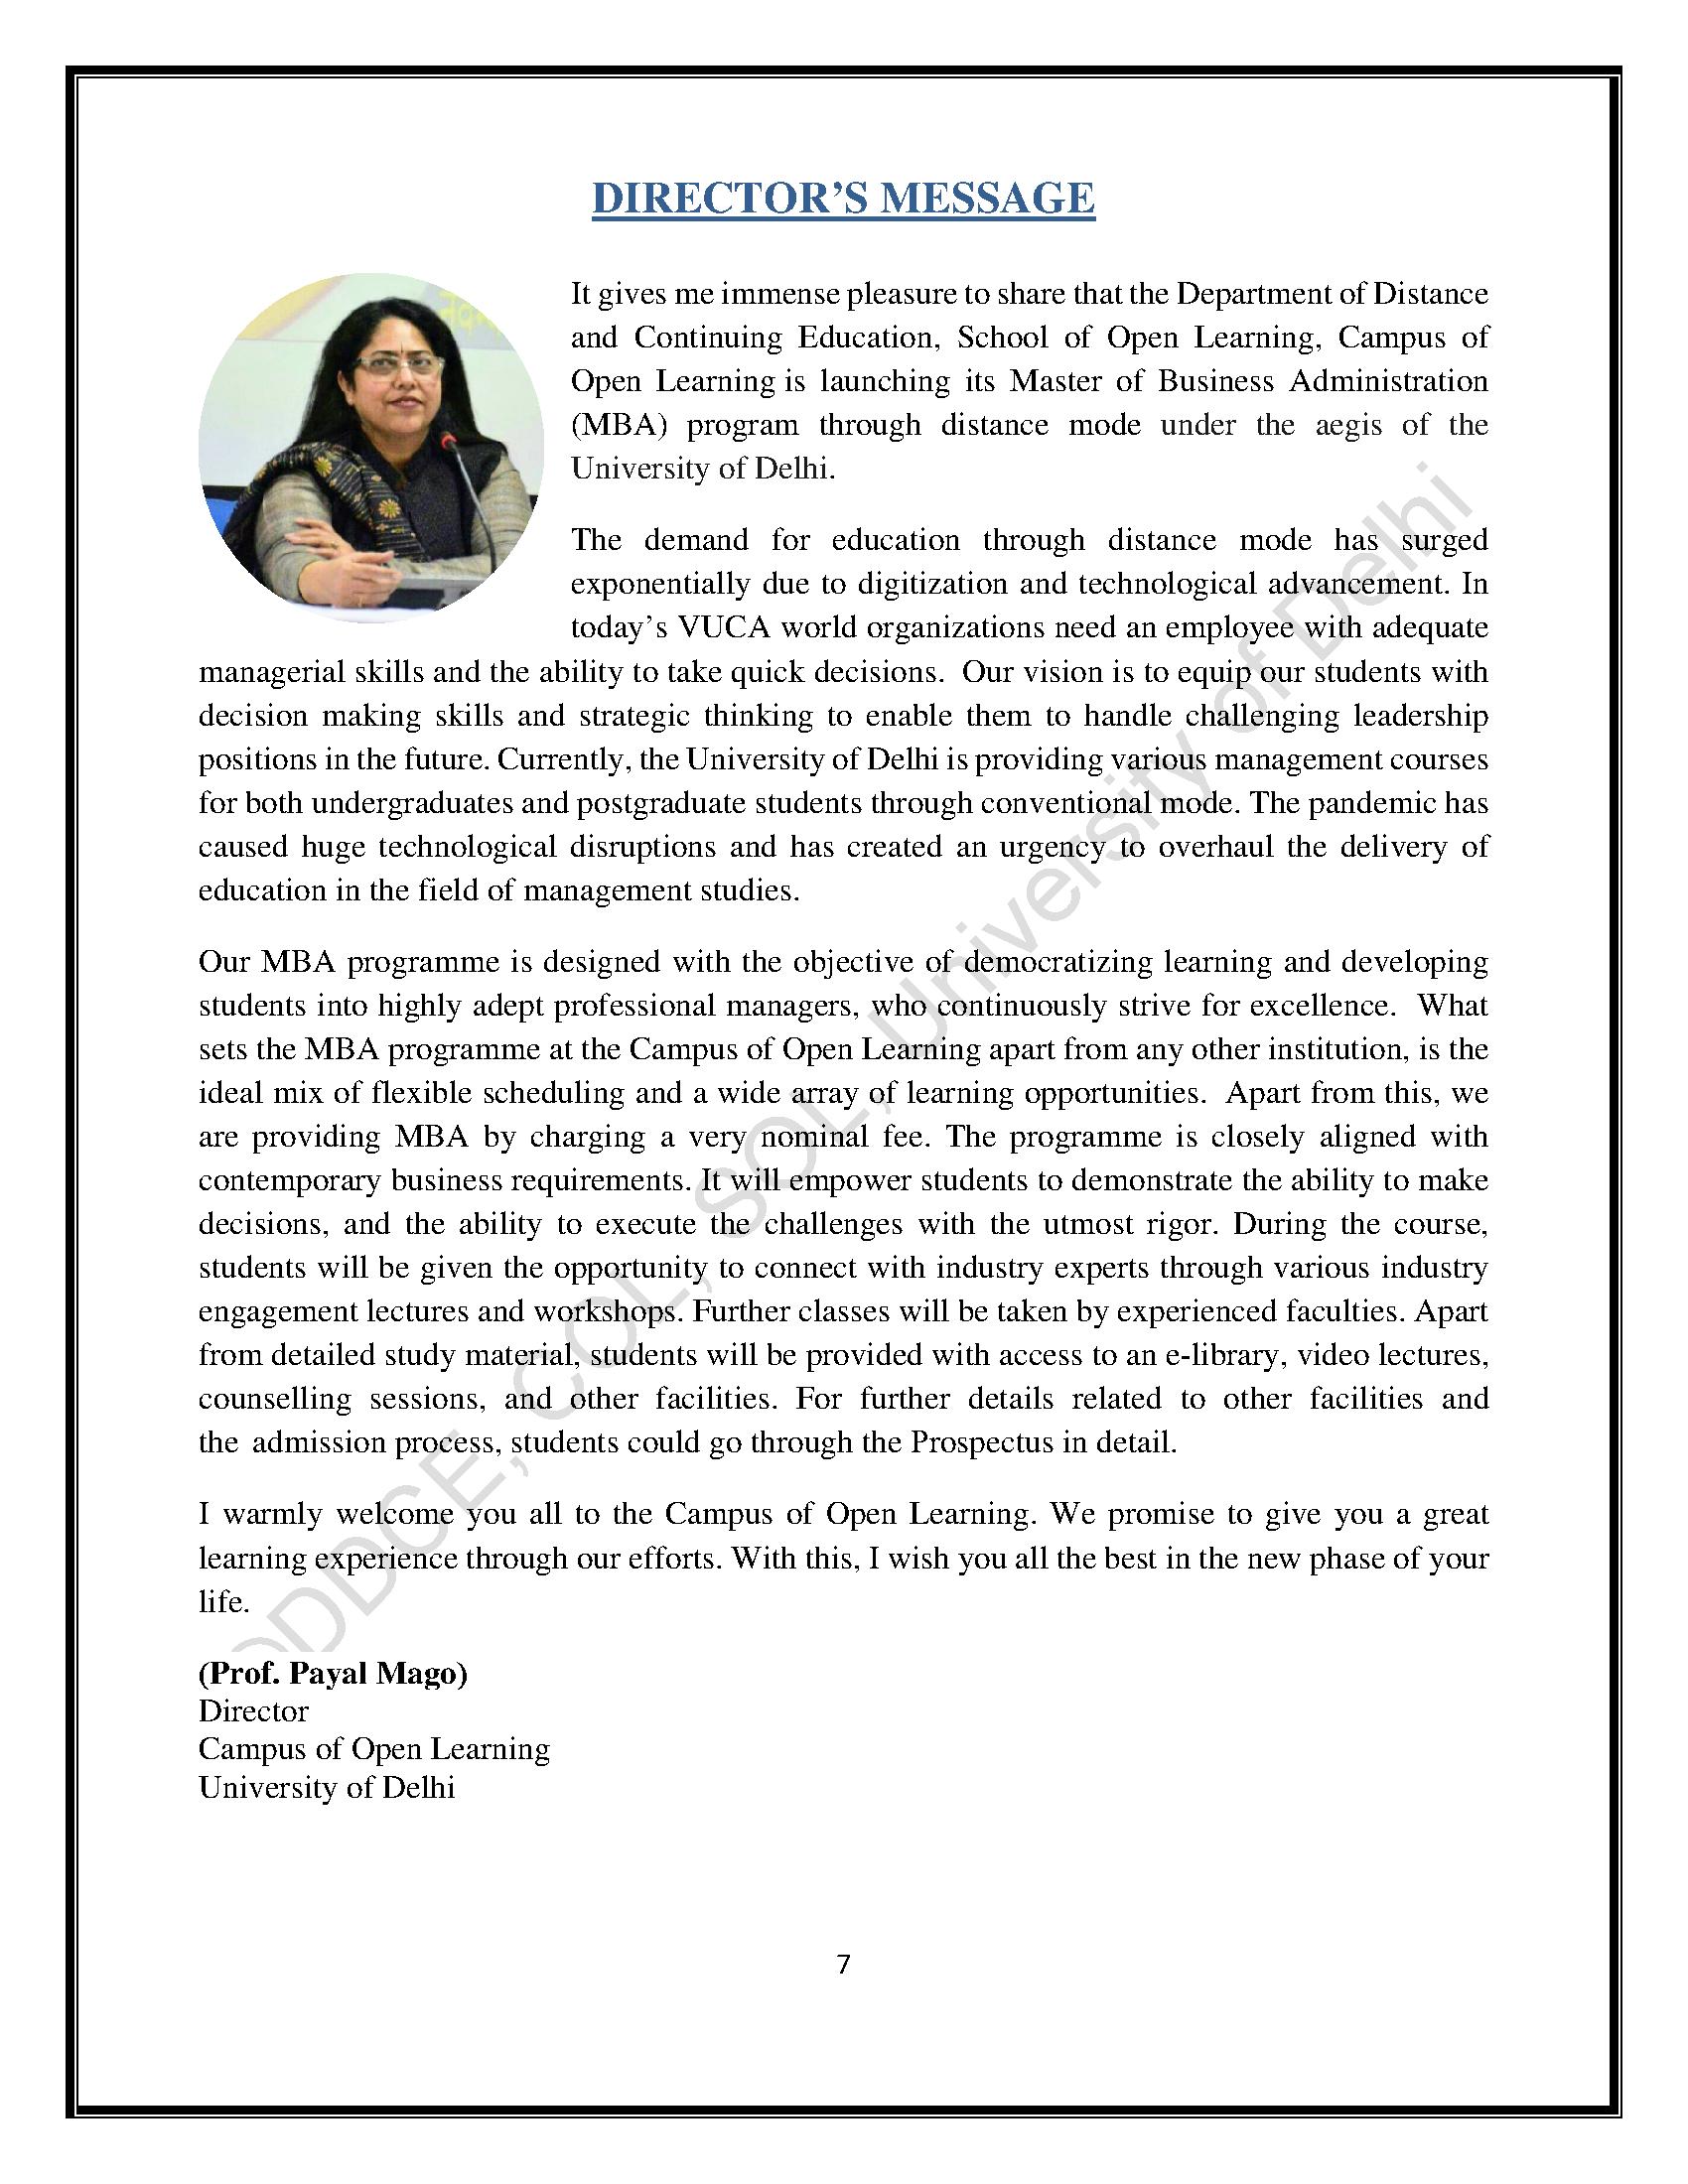 DIRECTOR’S MESSAGE
It gives me immense pleasure to share that the Department of Distance
and Continuing Education, School of Open Learning, Campus of
Open Learning is launching its Master of Business Administration
(MBA) program through distance mode under the aegis of the
University of Delhi.
The demand for education through distance mode has surged
exponentially due to digitization and technological advancement. In
today’s VUCA world organizations need an employee with adequate
managerial skills and the ability to take quick decisions. Our vision is to equip our students with
decision making skills and strategic thinking to enable them to handle challenging leadership
positions in the future. Currently, the University of Delhi is providing various management courses
for both undergraduates and postgraduate students through conventional mode. The pandemic has
caused huge technological disruptions and has created an urgency to overhaul the delivery of
education in the field of management studies.
Our MBA programme is designed with the objective of democratizing learning and developing
students into highly adept professional managers, who continuously strive for excellence. What
sets the MBA programme at the Campus of Open Learning apart from any other institution, is the
ideal mix of flexible scheduling and a wide array of learning opportunities. Apart from this, we
are providing MBA by charging a very nominal fee. The programme is closely aligned with
contemporary business requirements. It will empower students to demonstrate the ability to make
decisions, and the ability to execute the challenges with the utmost rigor. During the course,
students will be given the opportunity to connect with industry experts through various industry
engagement lectures and workshops. Further classes will be taken by experienced faculties. Apart
from detailed study material, students will be provided with access to an e-library, video lectures,
counselling sessions, and other facilities. For further details related to other facilities and
the admission process, students could go through the Prospectus in detail.
I warmly welcome you all to the Campus of Open Learning. We promise to give you a great
learning experience through our efforts. With this, I wish you all the best in the new phase of your
life.
(Prof. Payal Mago)
Director
Campus of Open Learning
University of Delhi
7
DDCE, COL, SOL, University of Delhi